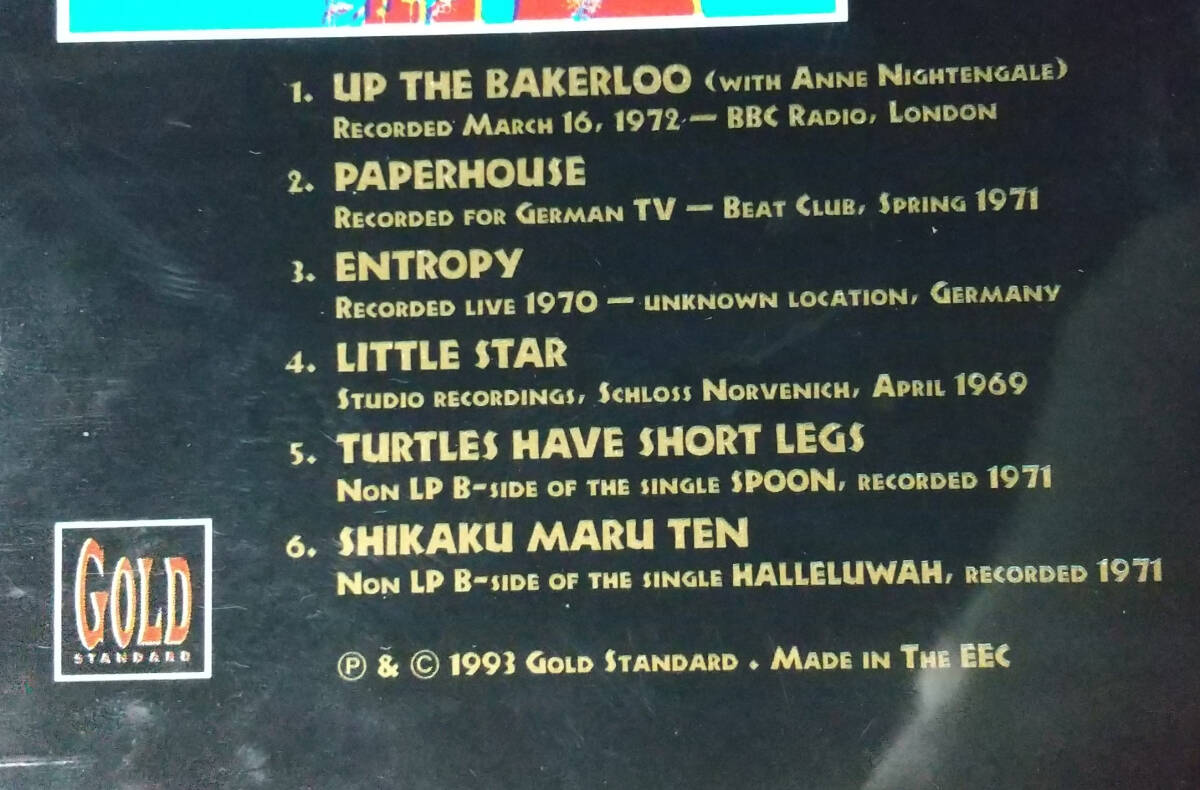 1. UP THE BAKERLOO (WITH ANNE NIGHTENGALE)
RECORDED MARCH 16, 1972 — BBC RADIO, LONDON
2. PAPERHOUSE
RECORDED FOR GERMAN TV — BEAT CLUB, SPRING 1971
3. ENTROPY
RECORDED LIVE 1970 — UNKNOWN LOCATION, GERMANY
4. LITTLE STAR
STUDIO RECORDINGS, SCHLOSS NORVENICH, APRIL 1969
5. TURTLES HAVE SHORT LEGS
NON LP B-SIDE OF THE SINGLE SPOON, RECORDED 1971
6. SHIKAKU MARU TEN
NON LP B-SIDE OF THE SINGLE HALLELUWAH, RECORDED 1971
GOLD
STANDARD
℗ & © 1993 GOLD STANDARD . MADE IN THE EEC